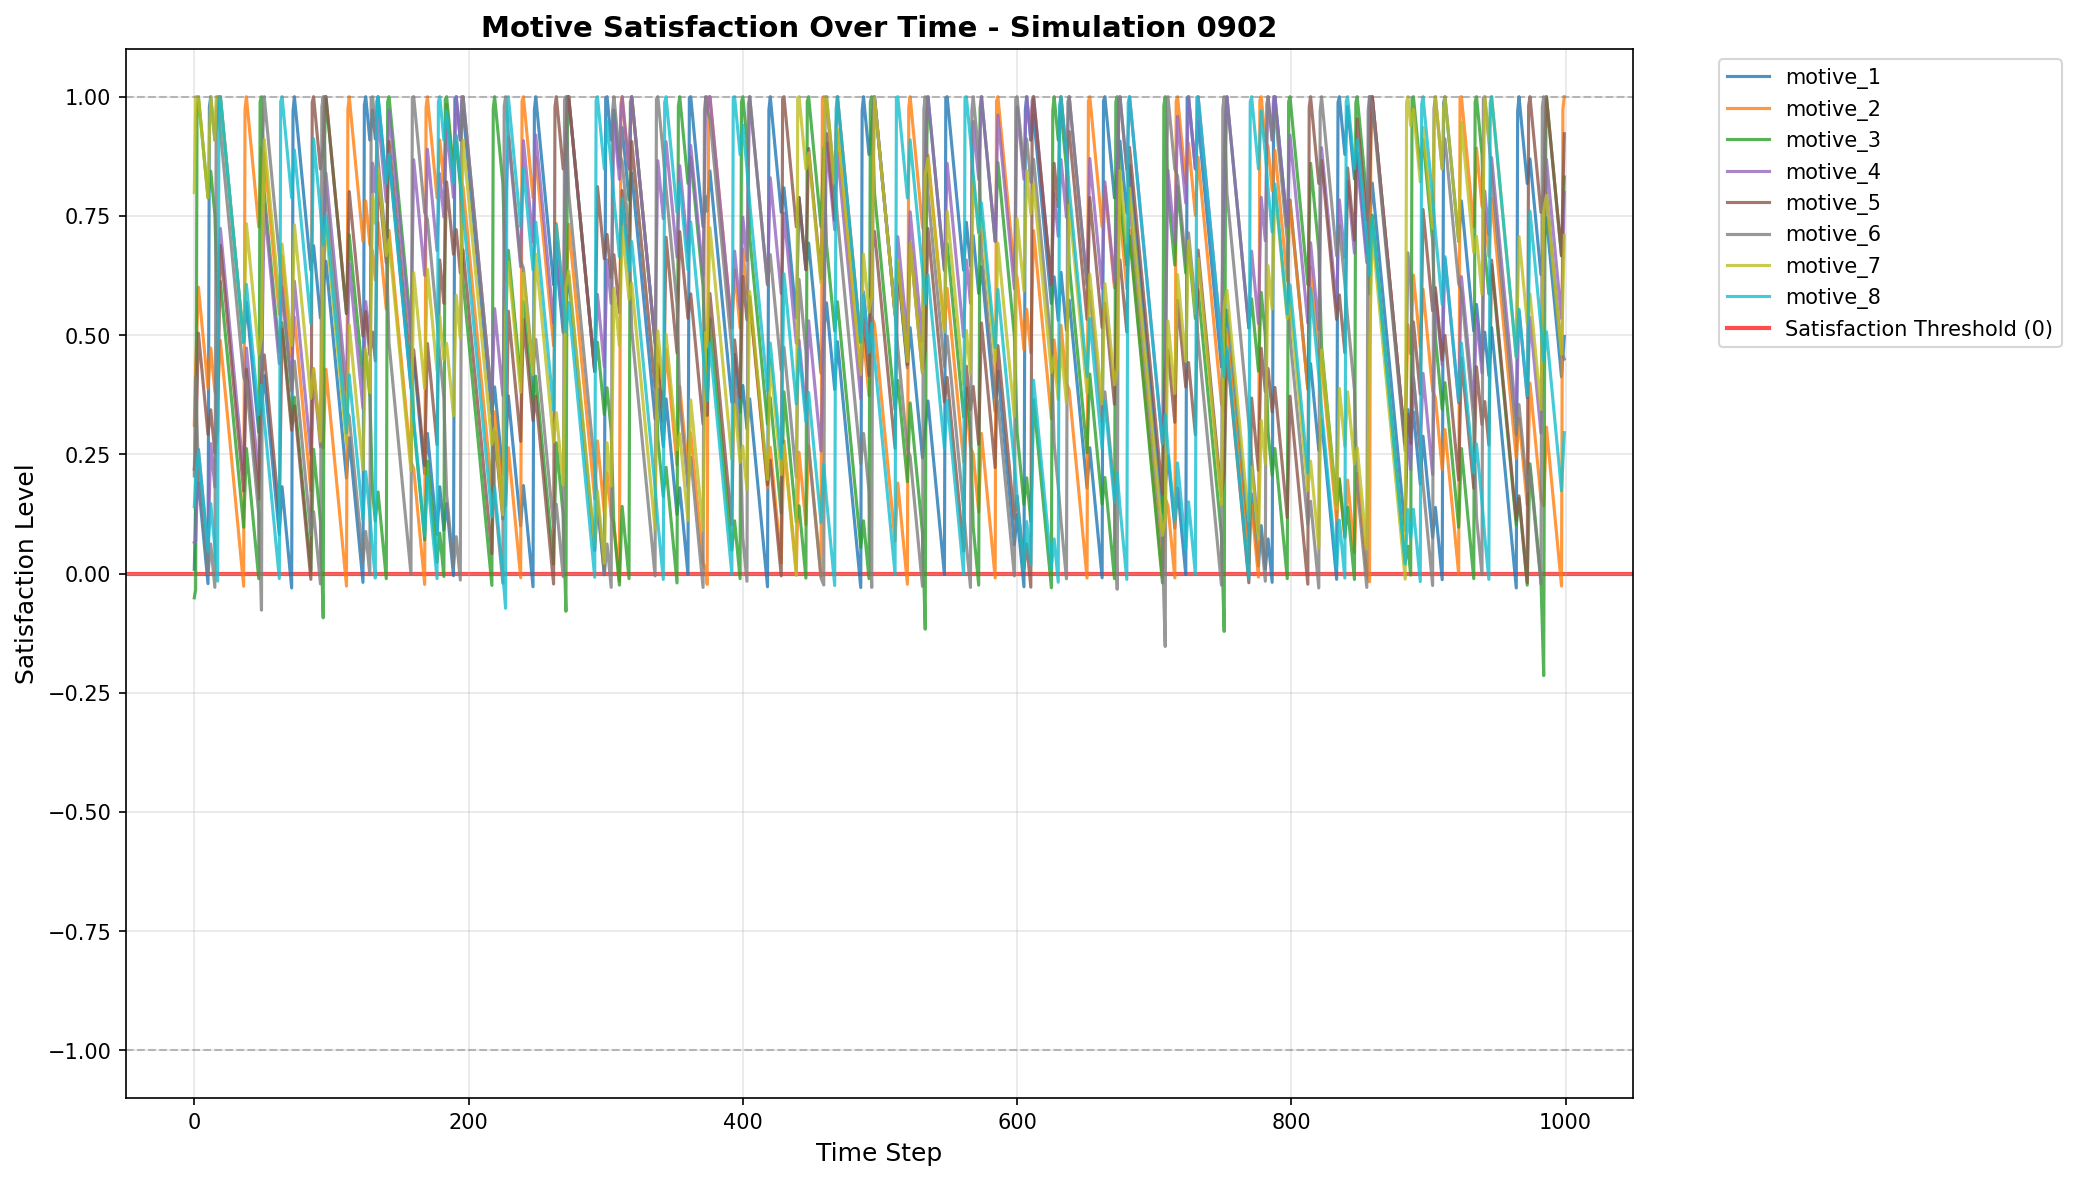 Motive Satisfaction Over Time - Simulation 0902
motive_1
motive_2
motive_3
motive_4
motive_5
motive_6
motive_7
motive_8
Satisfaction Threshold (0)
Satisfaction Level
1.00
0.75
0.50
0.25
0.00
−0.25
−0.50
−0.75
−1.00
0 200 400 600 800 1000
Time Step